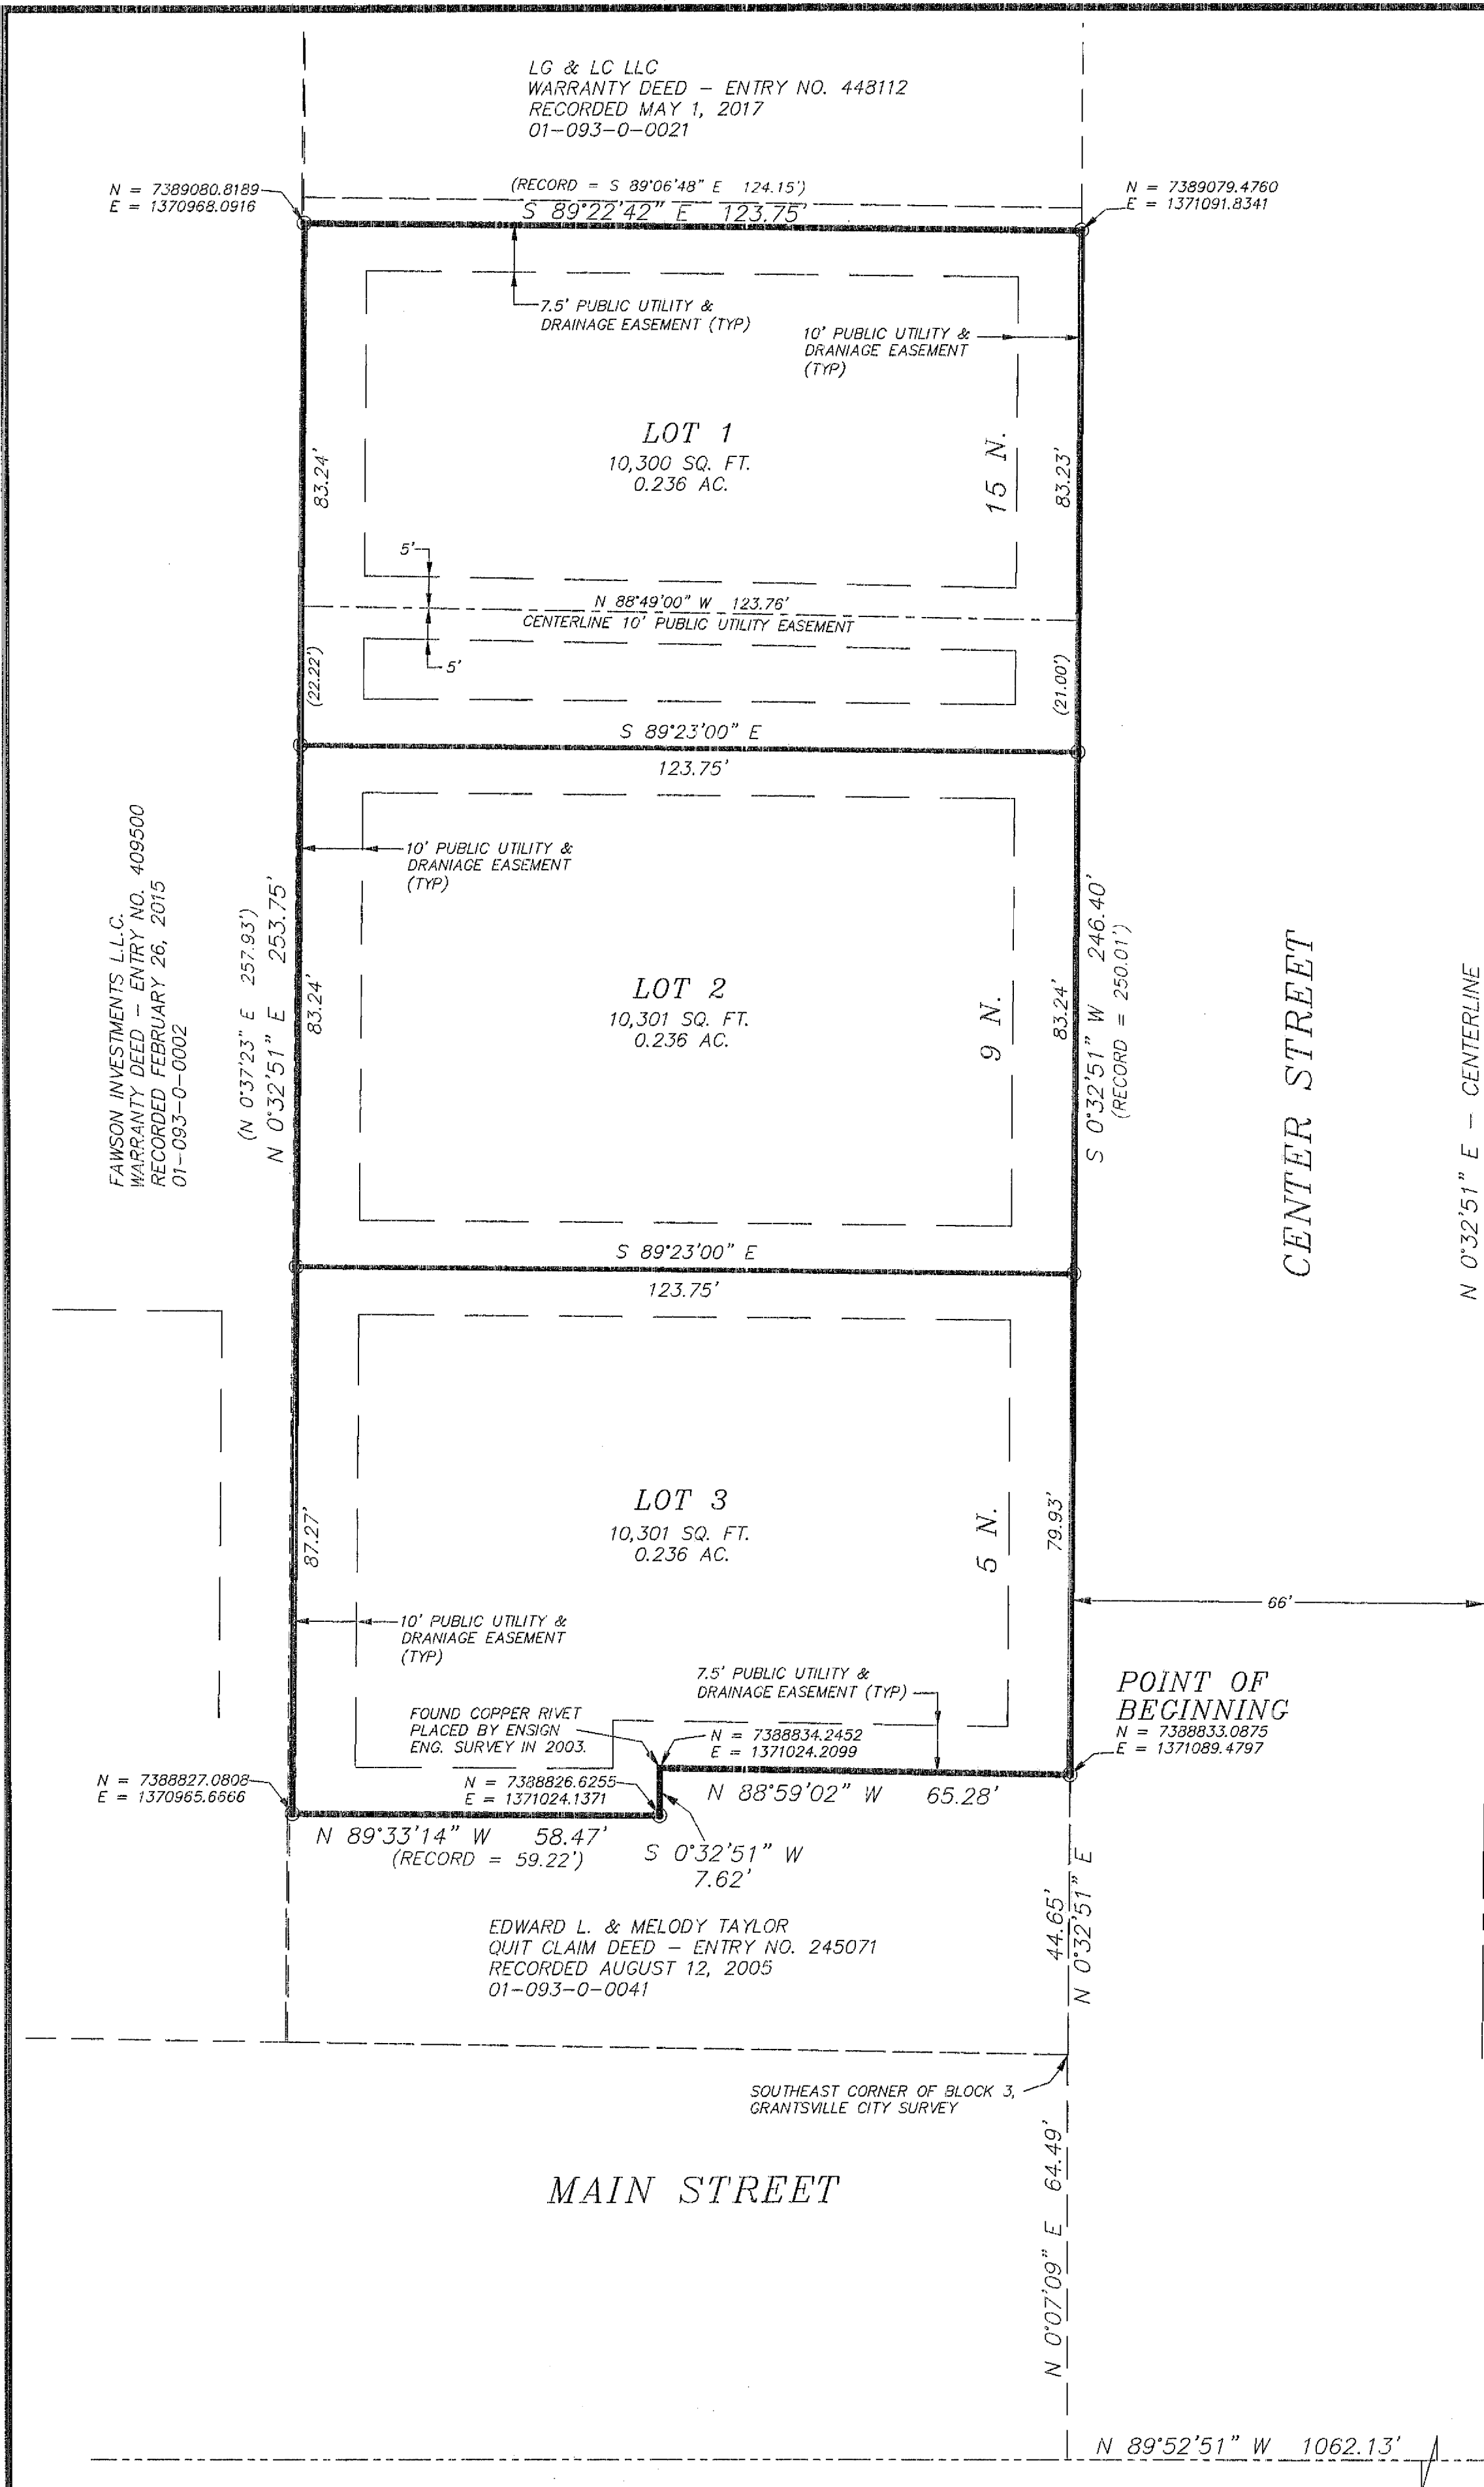 LG & LC LLC
WARRANTY DEED – ENTRY NO. 448112
RECORDED MAY 1, 2017
01-093-0-0021
N = 7389080.8189
E = 1370968.0916
(RECORD = S 89°06'48" E 124.15')
S 89°22'42" E 123.75'
N = 7389079.4760
E = 1371091.8341
7.5' PUBLIC UTILITY &
DRAINAGE EASEMENT (TYP)
10' PUBLIC UTILITY &
DRANIAGE EASEMENT
(TYP)
LOT 1
10,300 SQ. FT.
0.236 AC.
83.24'
15 N.
83.23'
5'
N 88°49'00" W 123.76'
CENTERLINE 10' PUBLIC UTILITY EASEMENT
5'
(22.22')
(21.00')
S 89°23'00" E
123.75'
10' PUBLIC UTILITY &
DRANIAGE EASEMENT
(TYP)
FAWSON INVESTMENTS L.L.C.
WARRANTY DEED – ENTRY NO. 409500
RECORDED FEBRUARY 26, 2015
01-093-0-0002
(N 0°37'23" E 257.93')
N 0°32'51" E 253.75'
83.24'
LOT 2
10,301 SQ. FT.
0.236 AC.
9 N.
83.24'
S 0°32'51" W 246.40'
(RECORD = 250.01')
CENTER STREET
N 0°32'51" E – CENTERLINE
S 89°23'00" E
123.75'
LOT 3
10,301 SQ. FT.
0.236 AC.
87.27'
5 N.
79.93'
66'
10' PUBLIC UTILITY &
DRANIAGE EASEMENT
(TYP)
7.5' PUBLIC UTILITY &
DRAINAGE EASEMENT (TYP)
POINT OF
BEGINNING
N = 7388833.0875
E = 1371089.4797
FOUND COPPER RIVET
PLACED BY ENSIGN
ENG. SURVEY IN 2003.
N = 7388834.2452
E = 1371024.2099
N = 7388827.0808
E = 1370965.6666
N = 7388826.6255
E = 1371024.1371
N 88°59'02" W 65.28'
N 89°33'14" W 58.47'
(RECORD = 59.22')
S 0°32'51" W
7.62'
44.65'
N 0°32'51" E
EDWARD L. & MELODY TAYLOR
QUIT CLAIM DEED – ENTRY NO. 245071
RECORDED AUGUST 12, 2005
01-093-0-0041
SOUTHEAST CORNER OF BLOCK 3,
GRANTSVILLE CITY SURVEY
MAIN STREET
N 0°07'09" E 64.49'
N 89°52'51" W 1062.13'